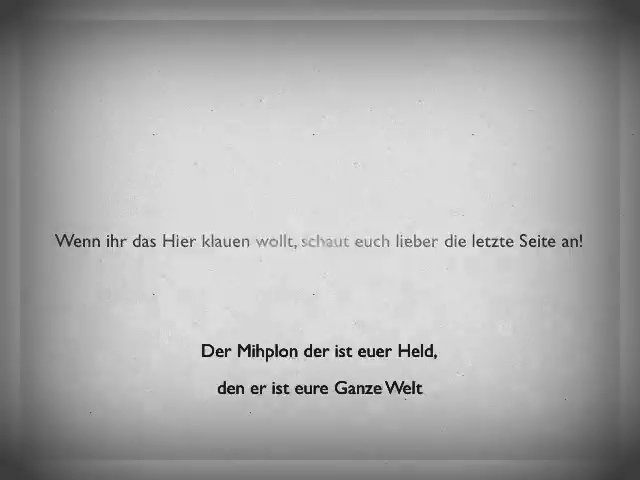 Wenn ihr das Hier klauen wollt, schaut euch lieber die letzte Seite an!
Der Mihplon der ist euer Held,
den er ist eure Ganze Welt